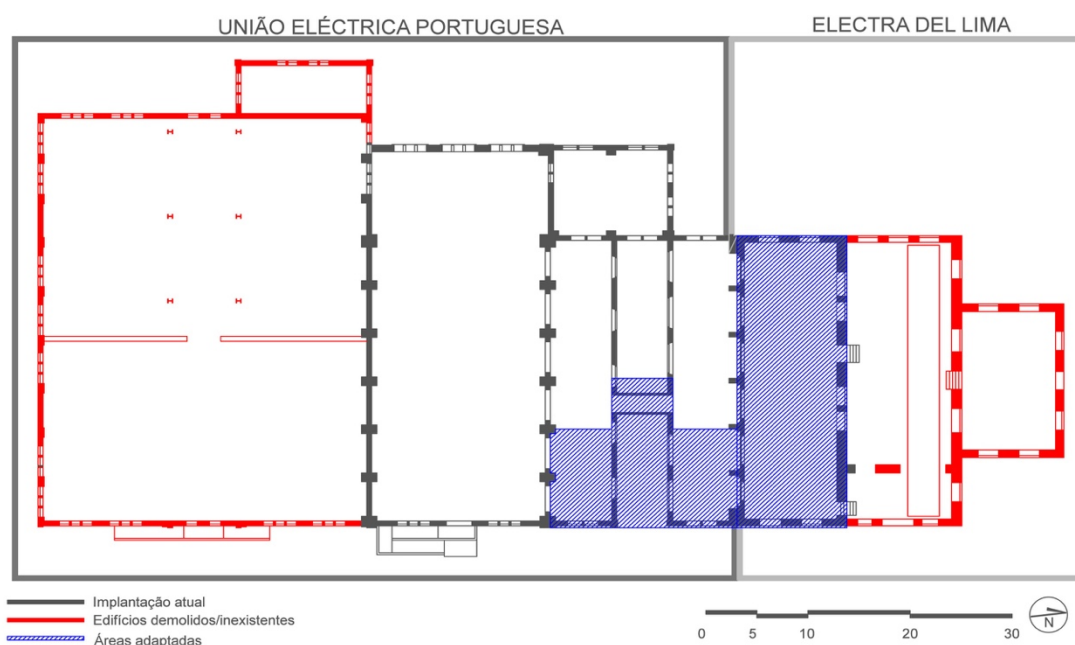 UNIÃO ELÉCTRICA PORTUGUESA
ELECTRA DEL LIMA
Implantação atual
Edifícios demolidos/inexistentes
Áreas adaptadas
0 5 10 20 30
N